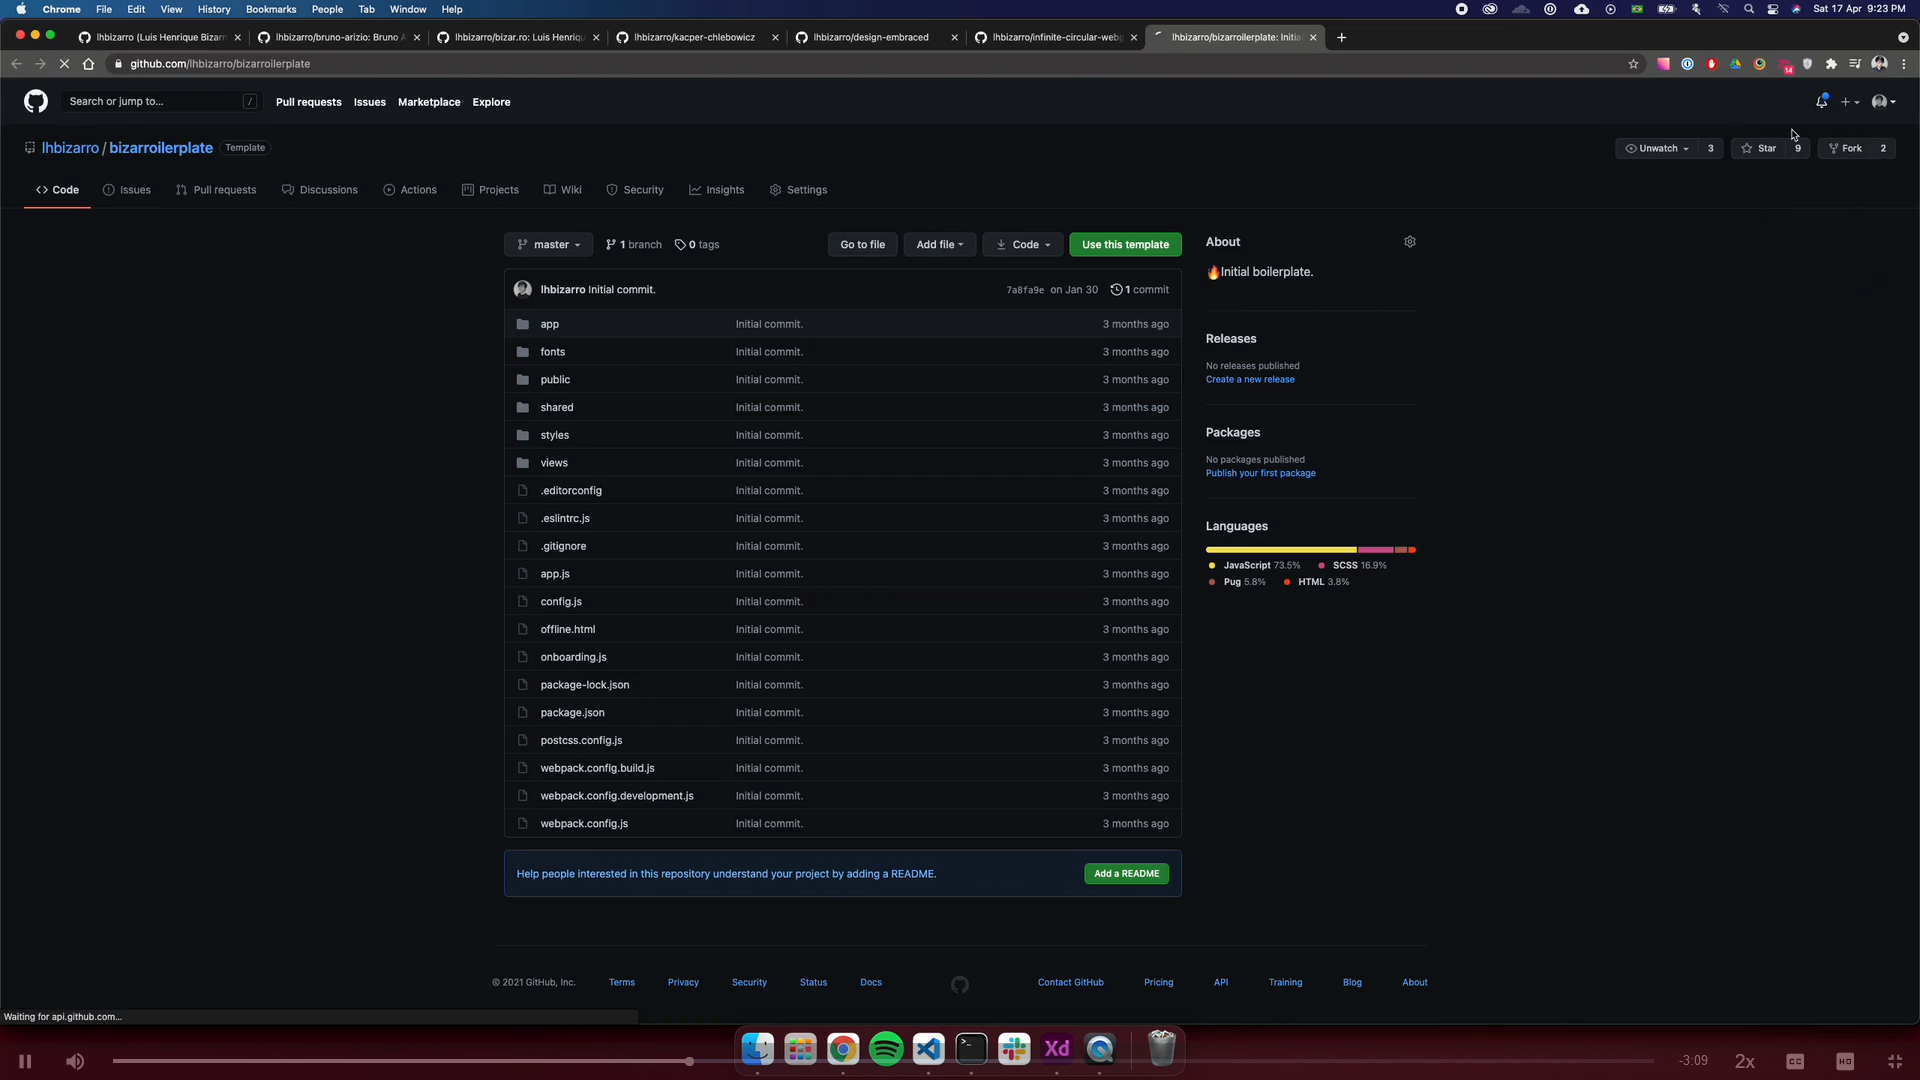 Chrome File Edit View History Bookmarks People Tab Window Help Sat 17 Apr 9:23 PM
lhbizarro (Luis Henrique Bizarr lhbizarro/bruno-arizio: Bruno A lhbizarro/bizar.ro: Luis Henriq lhbizarro/kacper-chlebowicz lhbizarro/design-embraced lhbizarro/infinite-circular-webg lhbizarro/bizarroilerplate: Initia
github.com/lhbizarro/bizarroilerplate 14
Search or jump to... / Pull requests Issues Marketplace Explore
lhbizarro / bizarroilerplate Template Unwatch 3 Star 9 Fork 2
Code Issues Pull requests Discussions Actions Projects Wiki Security Insights Settings
master 1 branch 0 tags Go to file Add file Code Use this template
lhbizarro Initial commit. 7a8fa9e on Jan 30 1 commit
app Initial commit. 3 months ago
fonts Initial commit. 3 months ago
public Initial commit. 3 months ago
shared Initial commit. 3 months ago
styles Initial commit. 3 months ago
views Initial commit. 3 months ago
.editorconfig Initial commit. 3 months ago
.eslintrc.js Initial commit. 3 months ago
.gitignore Initial commit. 3 months ago
app.js Initial commit. 3 months ago
config.js Initial commit. 3 months ago
offline.html Initial commit. 3 months ago
onboarding.js Initial commit. 3 months ago
package-lock.json Initial commit. 3 months ago
package.json Initial commit. 3 months ago
postcss.config.js Initial commit. 3 months ago
webpack.config.build.js Initial commit. 3 months ago
webpack.config.development.js Initial commit. 3 months ago
webpack.config.js Initial commit. 3 months ago
Help people interested in this repository understand your project by adding a README. Add a README
About
Initial boilerplate.
Releases
No releases published
Create a new release
Packages
No packages published
Publish your first package
Languages
JavaScript 73.5% SCSS 16.9%
Pug 5.8% HTML 3.8%
© 2021 GitHub, Inc. Terms Privacy Security Status Docs Contact GitHub Pricing API Training Blog About
Waiting for api.github.com...
Xd
-3:09 2x CC HD